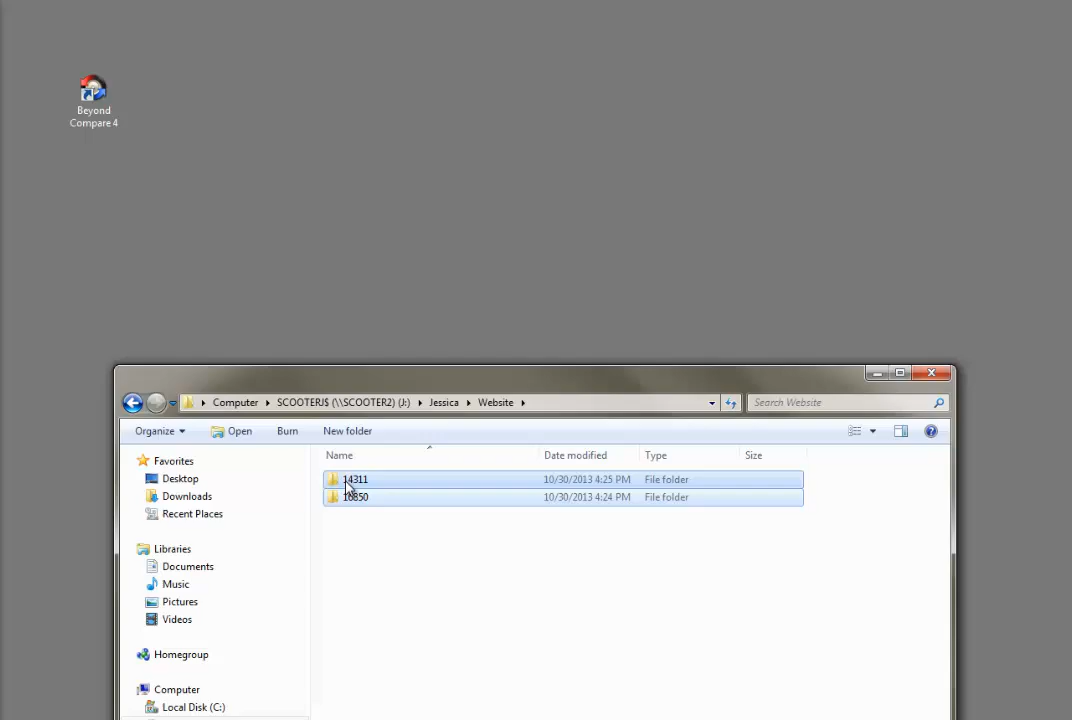 Beyond
Compare 4
Computer SCOOTERJ$ (\\SCOOTER2) (J:) Jessica Website
Search Website
Organize Open Burn New folder
Name Date modified Type Size
Favorites
Desktop
Downloads
Recent Places
Libraries
Documents
Music
Pictures
Videos
Homegroup
Computer
Local Disk (C:)
14311 10/30/2013 4:25 PM File folder
10/30/2013 4:24 PM File folder